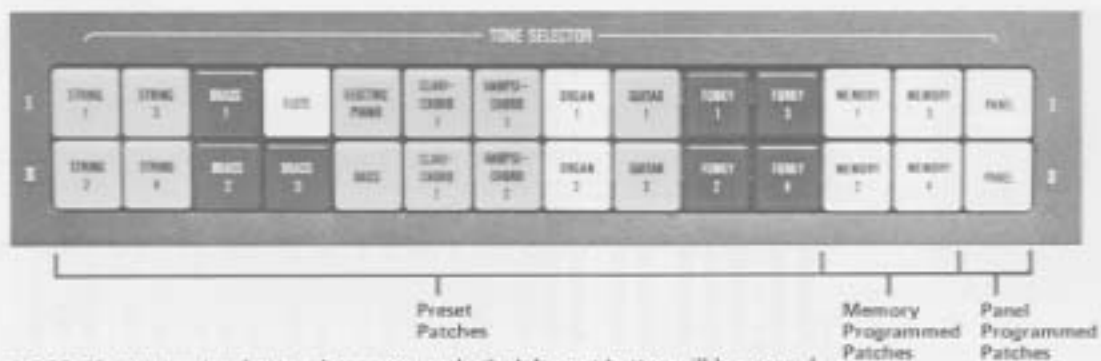 TONE SELECTOR
I STRING 1 STRING 3 BRASS 1 FLUTE ELECTRIC PIANO CLAVI-CHORD 1 HARPSI-CHORD 1 ORGAN 1 GUITAR 1 FUNKY 1 FUNKY 3 MEMORY 1 MEMORY 3 PANEL I
II STRING 2 STRING 4 BRASS 2 BRASS 3 BASS CLAVI-CHORD 2 HARPSI-CHORD 2 ORGAN 2 GUITAR 2 FUNKY 2 FUNKY 4 MEMORY 2 MEMORY 4 PANEL II
Preset
Patches
Memory
Programmed
Patches
Panel
Programmed
Patches